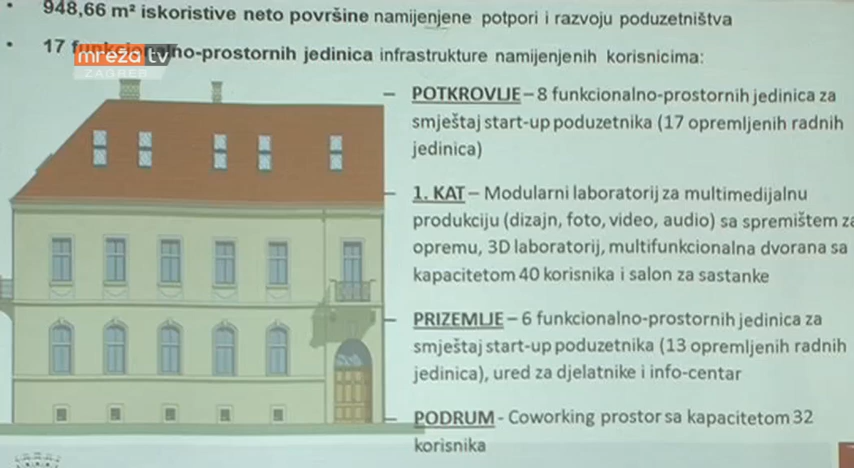 948,66 m² iskoristive neto površine namijenjene potpori i razvoju poduzetništva
17 funkcionalno-prostornih jedinica infrastrukture namijenjenih korisnicima:
mreža tv
ZAGREB
– POTKROVLJE – 8 funkcionalno-prostornih jedinica za
smještaj start-up poduzetnika (17 opremljenih radnih
jedinica)
– 1. KAT – Modularni laboratorij za multimedijalnu
produkciju (dizajn, foto, video, audio) sa spremištem za
opremu, 3D laboratorij, multifunkcionalna dvorana sa
kapacitetom 40 korisnika i salon za sastanke
– PRIZEMLJE – 6 funkcionalno-prostornih jedinica za
smještaj start-up poduzetnika (13 opremljenih radnih
jedinica), ured za djelatnike i info-centar
– PODRUM - Coworking prostor sa kapacitetom 32
korisnika